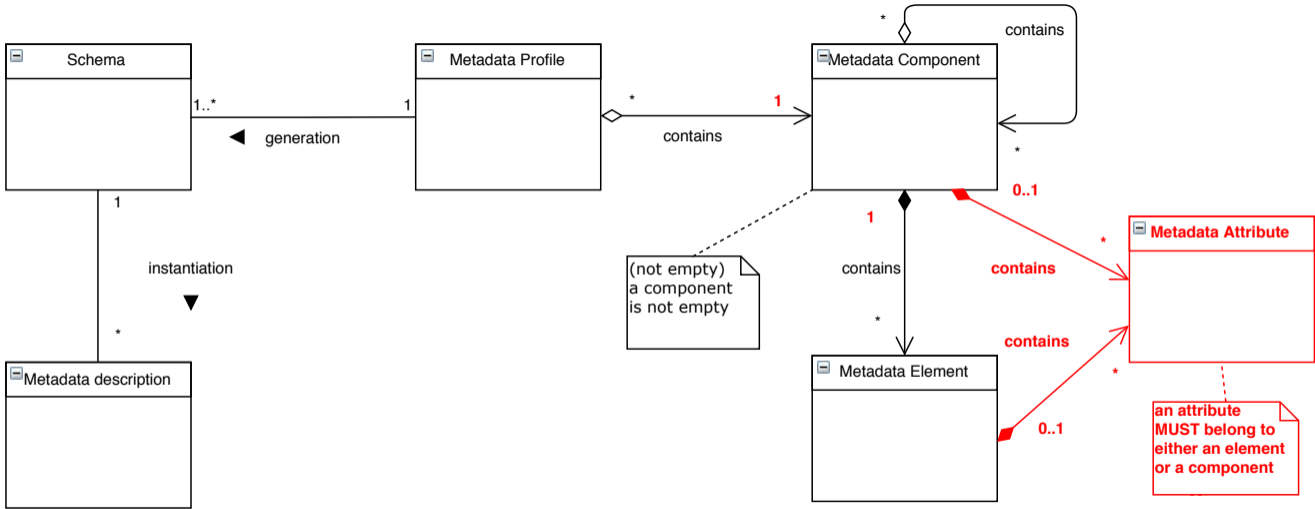 *
contains
Schema
Metadata Profile
Metadata Component
1..*
1
*
1
generation
contains
*
1
0..1
1
Metadata Attribute
*
(not empty)
a component
is not empty
instantiation
contains
contains
*
*
contains
Metadata description
Metadata Element
*
0..1
an attribute
MUST belong to
either an element
or a component